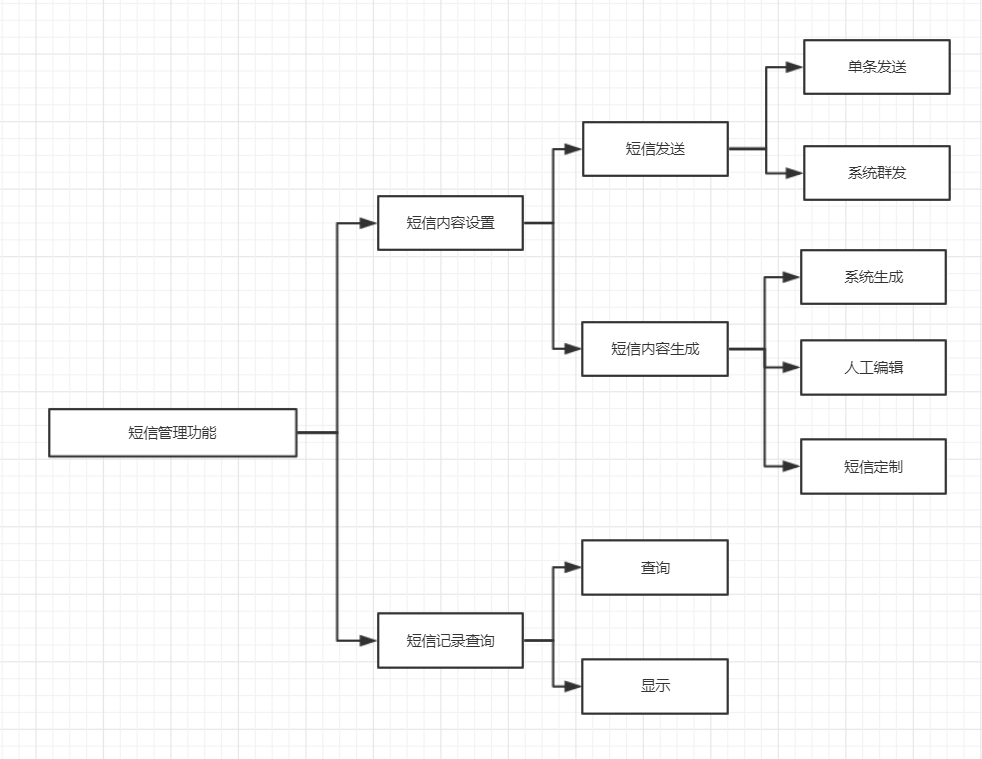 单条发送
短信发送
系统群发
短信内容设置
系统生成
短信内容生成
人工编辑
短信管理功能
短信定制
查询
短信记录查询
显示